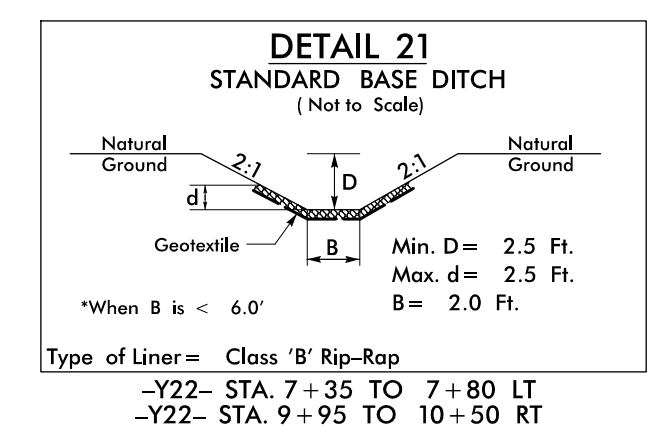 DETAIL 21
STANDARD BASE DITCH
( Not to Scale)
Natural
Ground
2:1
D
2:1
Natural
Ground
d
Geotextile
B
Min. D= 2.5 Ft.
Max. d= 2.5 Ft.
B= 2.0 Ft.
*When B is < 6.0'
Type of Liner= Class 'B' Rip-Rap
-Y22- STA. 7+35 TO 7+80 LT
-Y22- STA. 9+95 TO 10+50 RT